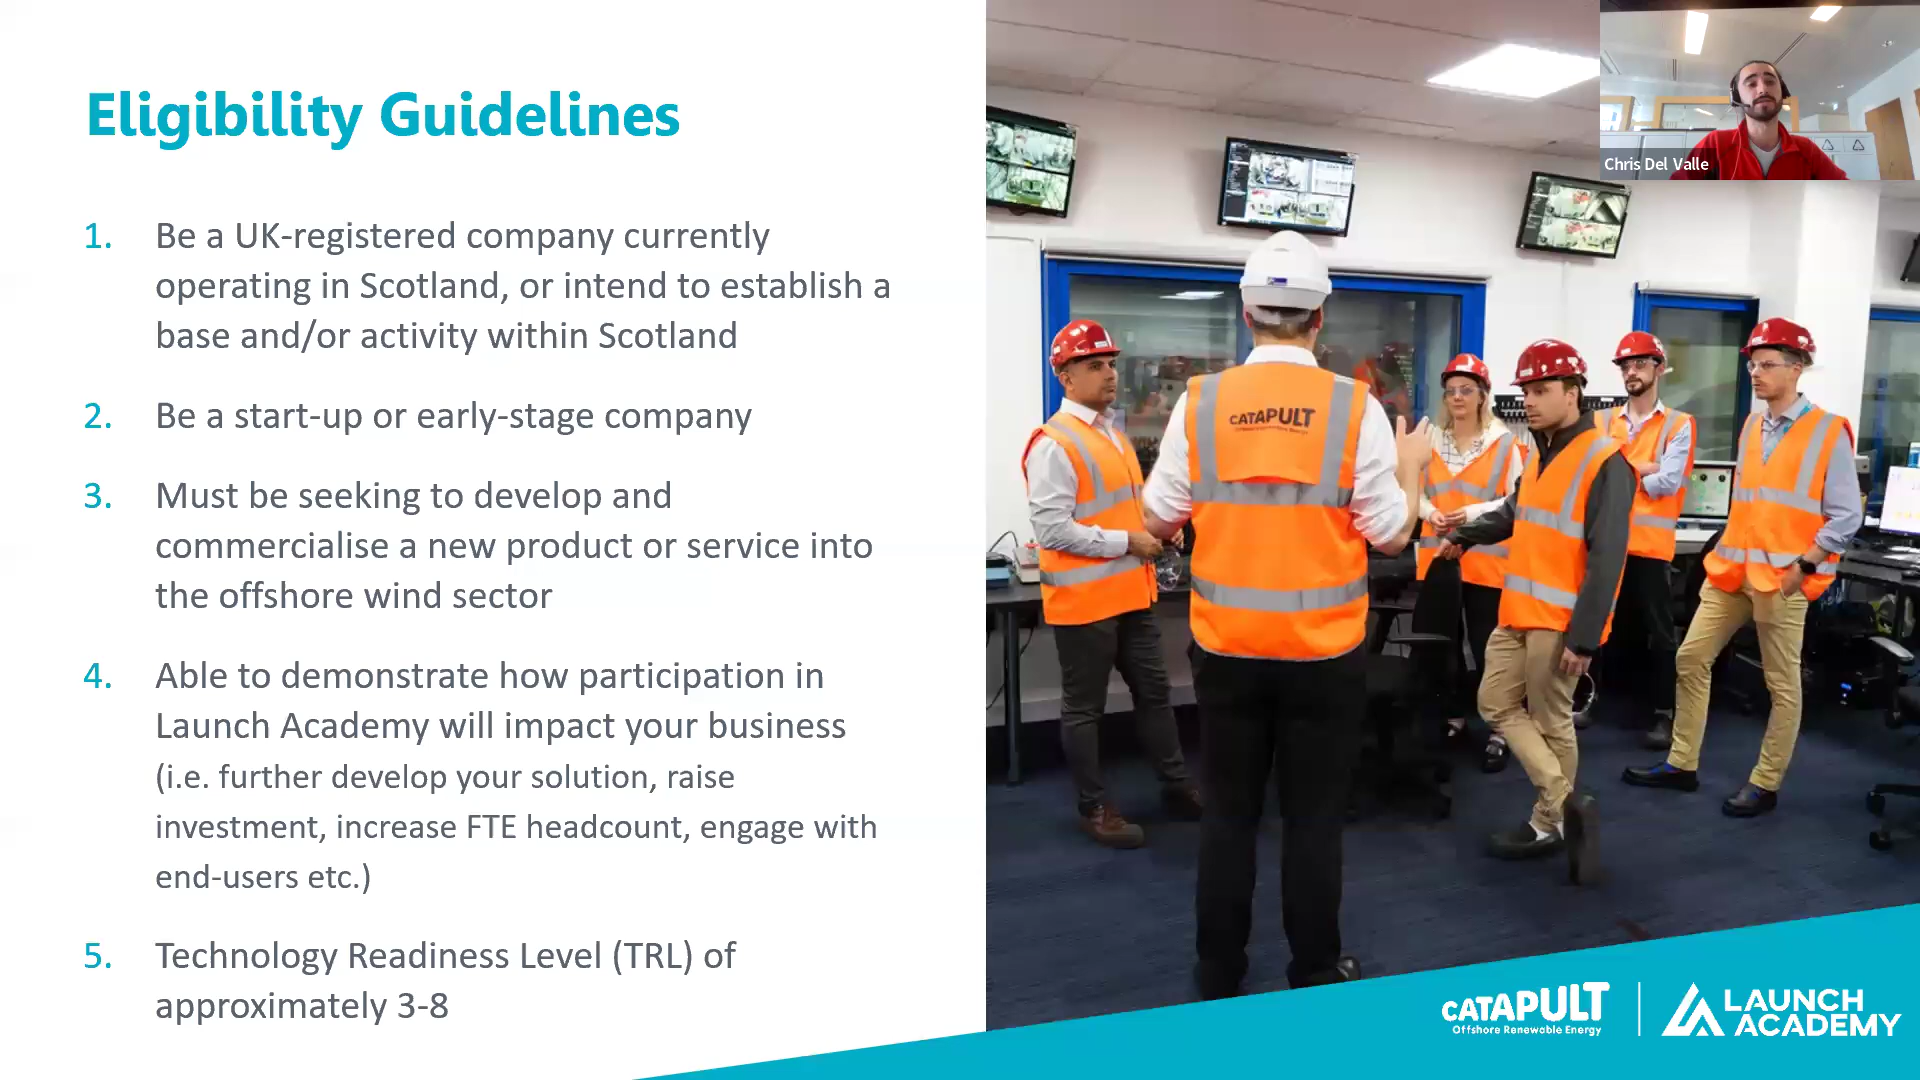 Eligibility Guidelines
1. Be a UK-registered company currently
operating in Scotland, or intend to establish a
base and/or activity within Scotland
2. Be a start-up or early-stage company
3. Must be seeking to develop and
commercialise a new product or service into
the offshore wind sector
4. Able to demonstrate how participation in
Launch Academy will impact your business
(i.e. further develop your solution, raise
investment, increase FTE headcount, engage with
end-users etc.)
5. Technology Readiness Level (TRL) of
approximately 3-8
Chris Del Valle
CATAPULT
Offshore Renewable Energy
CATAPULT
Offshore Renewable Energy
LAUNCH
ACADEMY